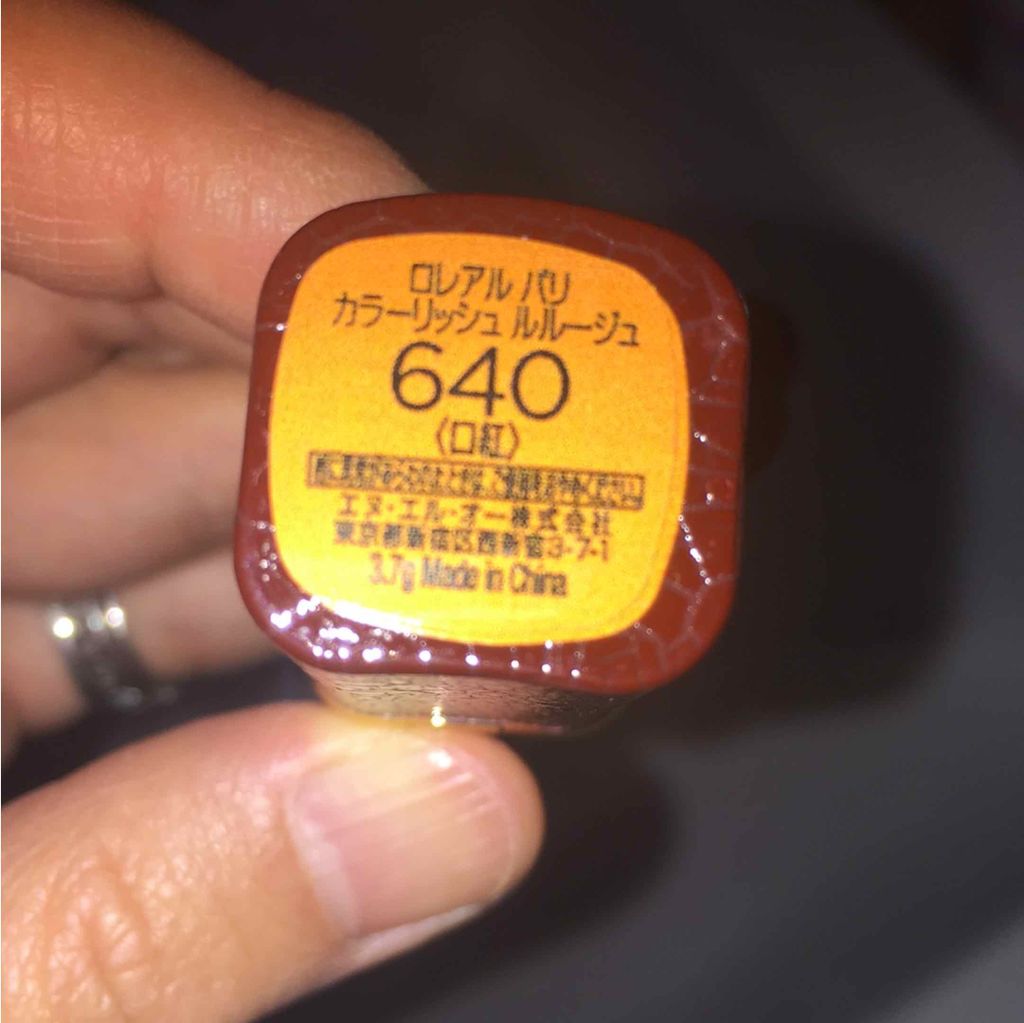 ロレアル パリ
カラーリッシュ ルルージュ
640
〈口紅〉
エヌ・エル・オー株式会社
東京都新宿区西新宿3-7-1
3.7g Made in China